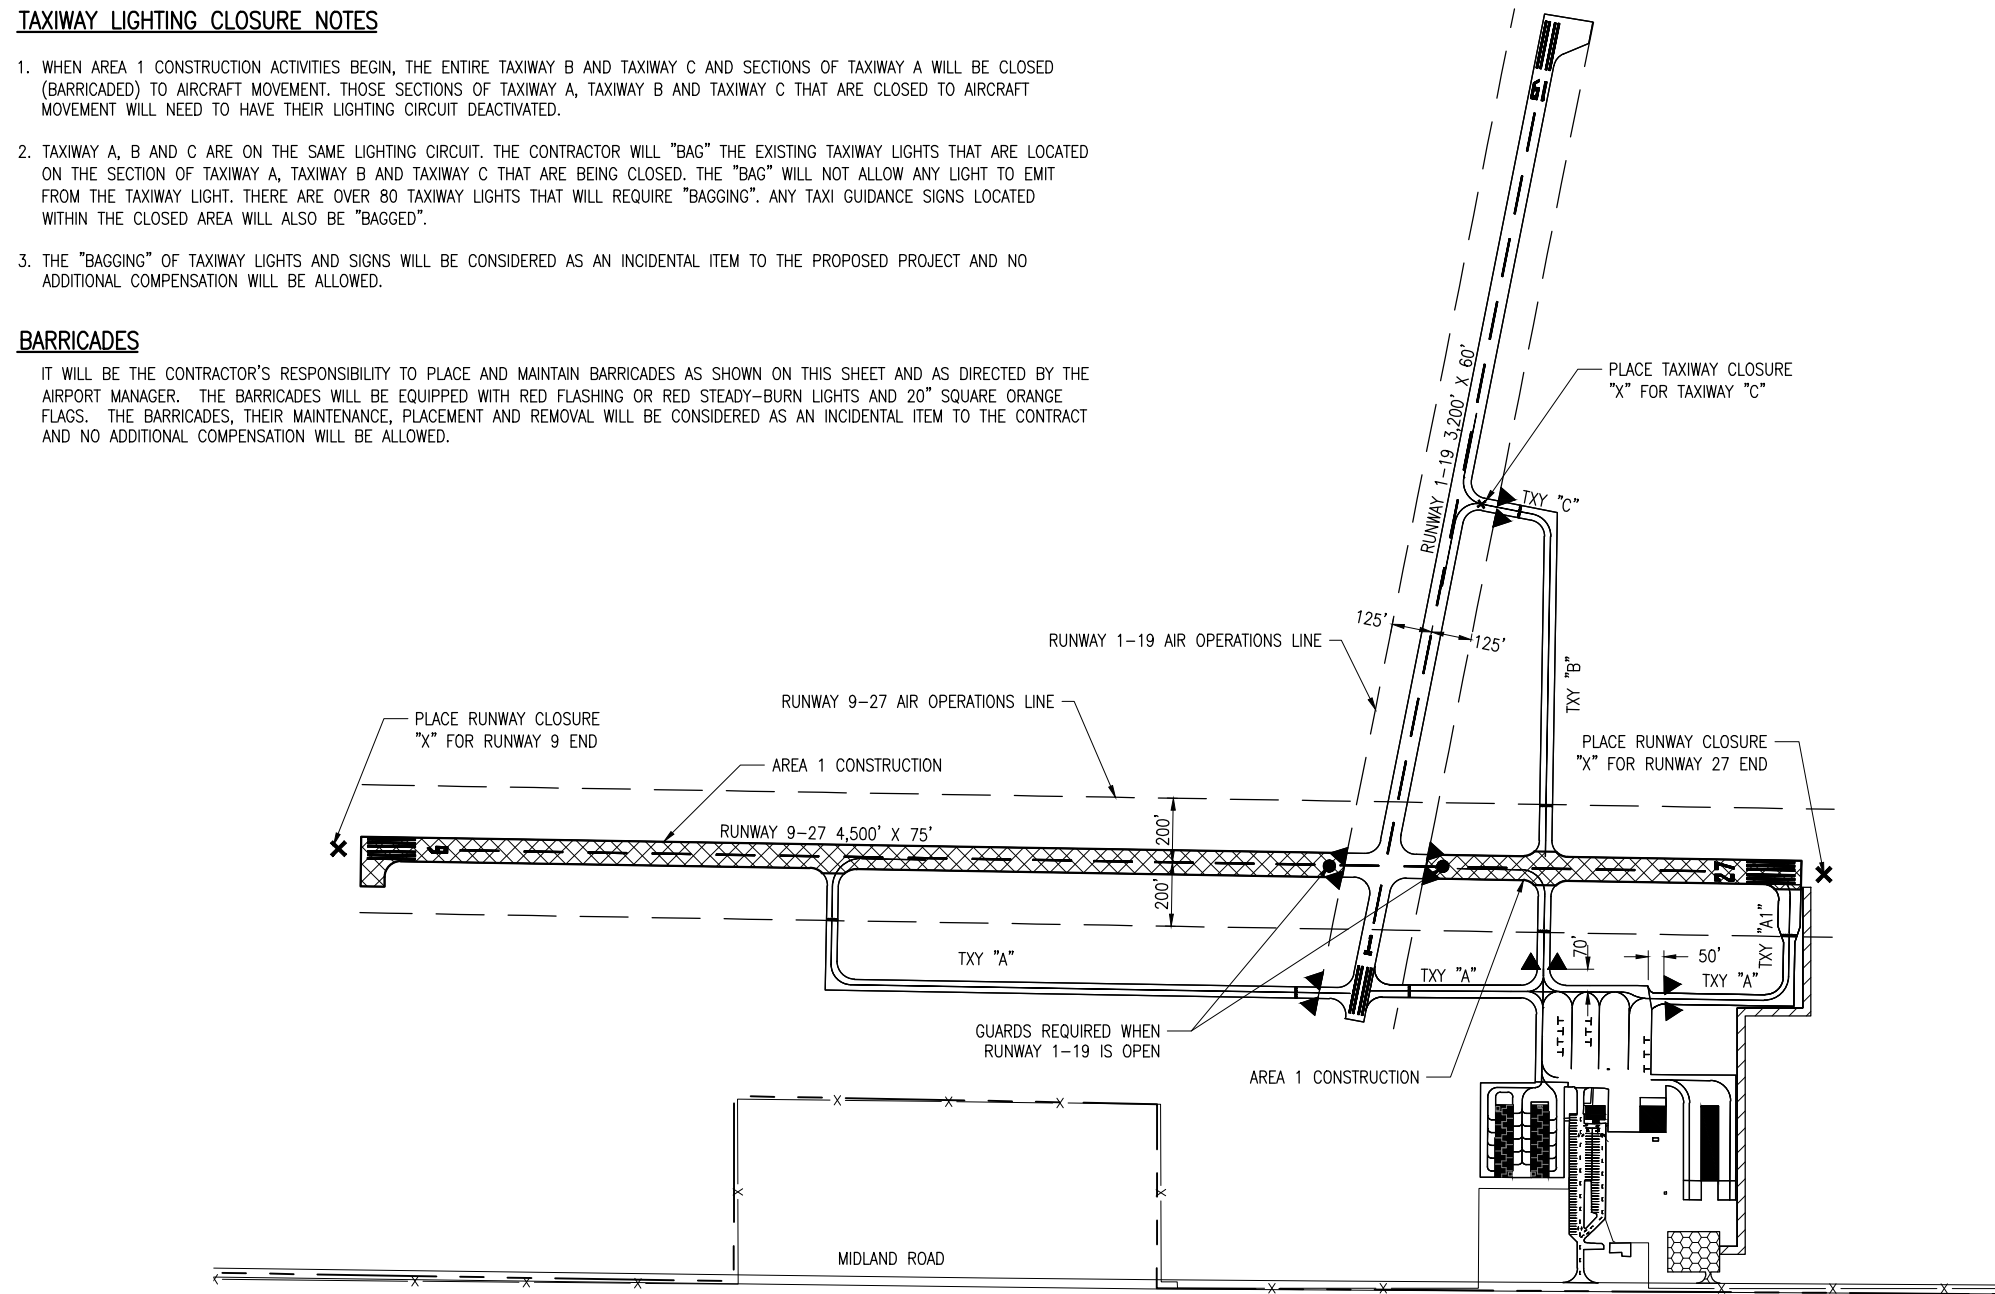 TAXIWAY LIGHTING CLOSURE NOTES
1. WHEN AREA 1 CONSTRUCTION ACTIVITIES BEGIN, THE ENTIRE TAXIWAY B AND TAXIWAY C AND SECTIONS OF TAXIWAY A WILL BE CLOSED
(BARRICADED) TO AIRCRAFT MOVEMENT. THOSE SECTIONS OF TAXIWAY A, TAXIWAY B AND TAXIWAY C THAT ARE CLOSED TO AIRCRAFT
MOVEMENT WILL NEED TO HAVE THEIR LIGHTING CIRCUIT DEACTIVATED.
2. TAXIWAY A, B AND C ARE ON THE SAME LIGHTING CIRCUIT. THE CONTRACTOR WILL "BAG" THE EXISTING TAXIWAY LIGHTS THAT ARE LOCATED
ON THE SECTION OF TAXIWAY A, TAXIWAY B AND TAXIWAY C THAT ARE BEING CLOSED. THE "BAG" WILL NOT ALLOW ANY LIGHT TO EMIT
FROM THE TAXIWAY LIGHT. THERE ARE OVER 80 TAXIWAY LIGHTS THAT WILL REQUIRE "BAGGING". ANY TAXI GUIDANCE SIGNS LOCATED
WITHIN THE CLOSED AREA WILL ALSO BE "BAGGED".
3. THE "BAGGING" OF TAXIWAY LIGHTS AND SIGNS WILL BE CONSIDERED AS AN INCIDENTAL ITEM TO THE PROPOSED PROJECT AND NO
ADDITIONAL COMPENSATION WILL BE ALLOWED.
BARRICADES
IT WILL BE THE CONTRACTOR'S RESPONSIBILITY TO PLACE AND MAINTAIN BARRICADES AS SHOWN ON THIS SHEET AND AS DIRECTED BY THE
AIRPORT MANAGER. THE BARRICADES WILL BE EQUIPPED WITH RED FLASHING OR RED STEADY-BURN LIGHTS AND 20" SQUARE ORANGE
FLAGS. THE BARRICADES, THEIR MAINTENANCE, PLACEMENT AND REMOVAL WILL BE CONSIDERED AS AN INCIDENTAL ITEM TO THE CONTRACT
AND NO ADDITIONAL COMPENSATION WILL BE ALLOWED.
19
RUNWAY 1-19 3,200' X 60'
PLACE TAXIWAY CLOSURE
"X" FOR TAXIWAY "C"
TXY "C"
125'
125'
RUNWAY 1-19 AIR OPERATIONS LINE
TXY "B"
RUNWAY 9-27 AIR OPERATIONS LINE
PLACE RUNWAY CLOSURE
"X" FOR RUNWAY 9 END
PLACE RUNWAY CLOSURE
"X" FOR RUNWAY 27 END
AREA 1 CONSTRUCTION
RUNWAY 9-27 4,500' X 75'
200'
200'
9
27
1
TXY "A"
TXY "A"
70'
50'
TXY "A"
TXY "A1"
GUARDS REQUIRED WHEN
RUNWAY 1-19 IS OPEN
AREA 1 CONSTRUCTION
MIDLAND ROAD